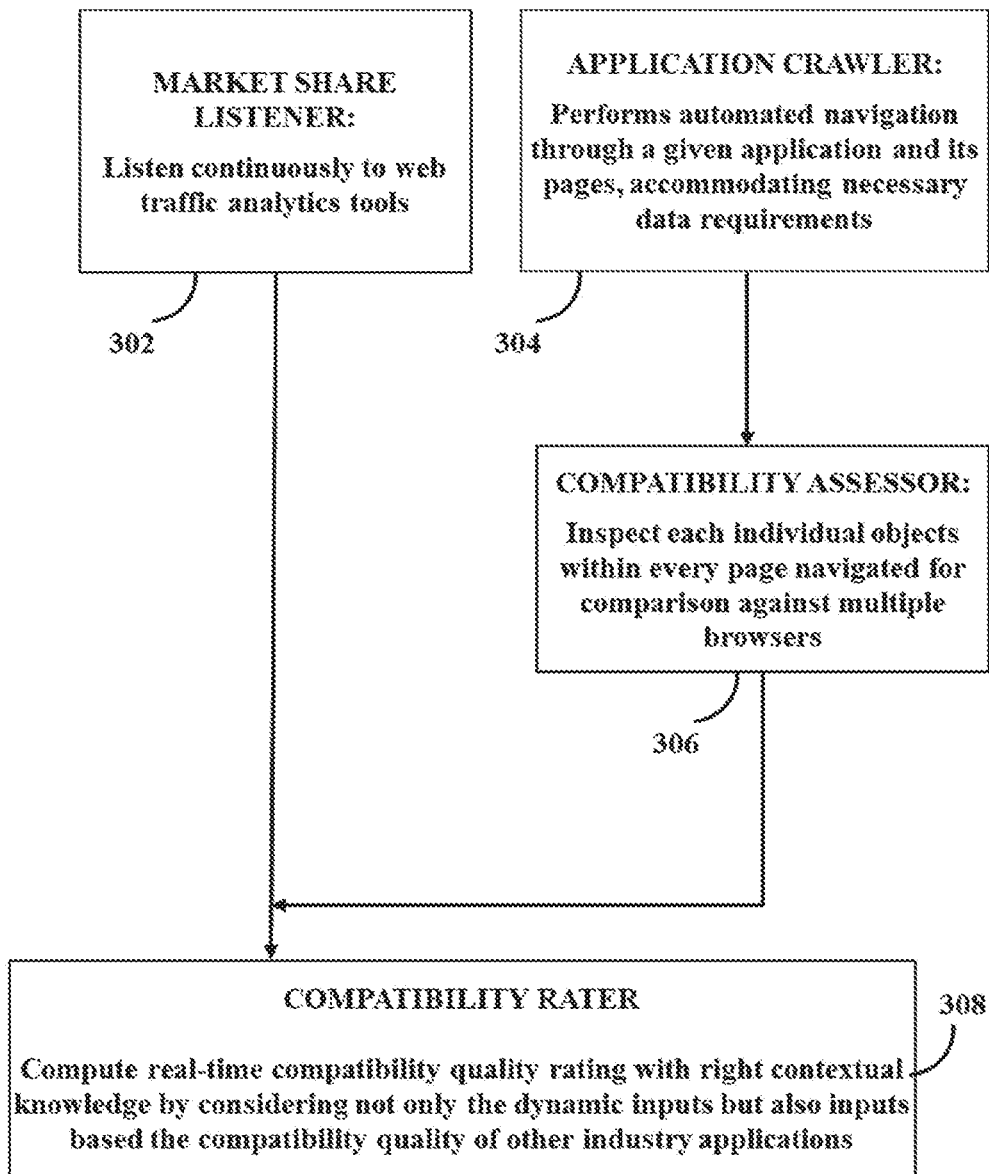 MARKET SHARE
LISTENER:
Listen continuously to web
traffic analytics tools
302
APPLICATION CRAWLER:
Performs automated navigation
through a given application and its
pages, accommodating necessary
data requirements
304
COMPATIBILITY ASSESSOR:
Inspect each individual objects
within every page navigated for
comparison against multiple
browsers
306
COMPATIBILITY RATER
308
Compute real-time compatibility quality rating with right contextual
knowledge by considering not only the dynamic inputs but also inputs
based the compatibility quality of other industry applications